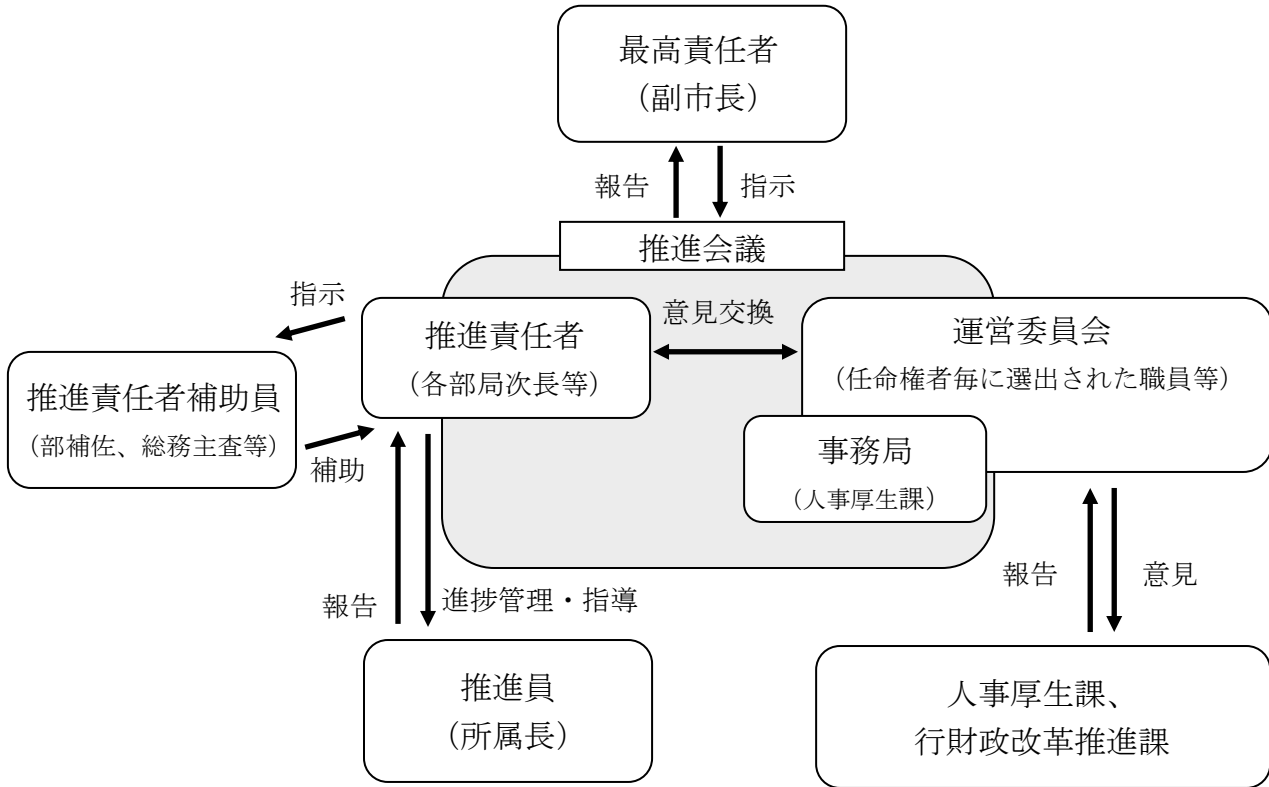 最高責任者
（副市長）
報告
指示
推進会議
指示
推進責任者
（各部局次長等）
意見交換
運営委員会
（任命権者毎に選出された職員等）
推進責任者補助員
（部補佐、総務主査等）
補助
事務局
（人事厚生課）
報告
進捗管理・指導
報告
意見
推進員
（所属長）
人事厚生課、
行財政改革推進課